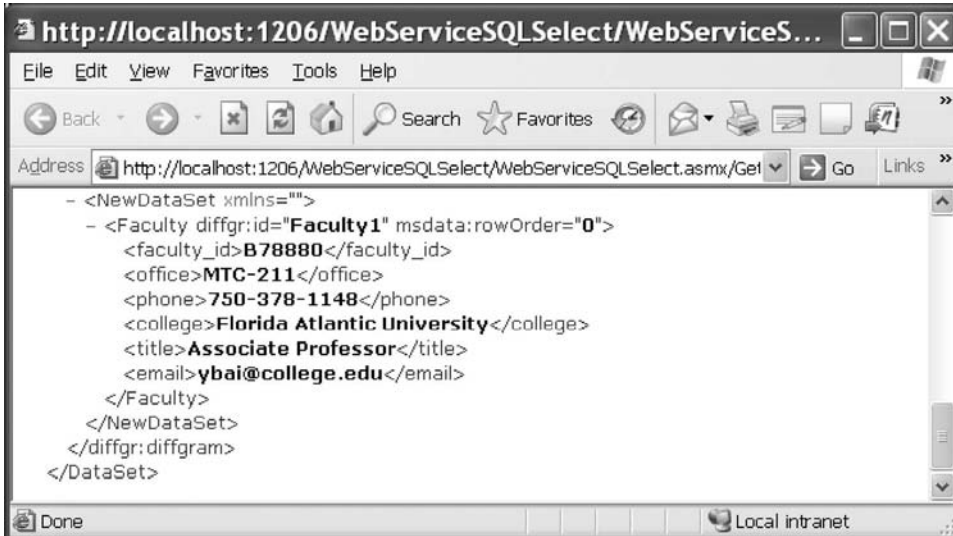 http://localhost:1206/WebServiceSQLSelect/WebServiceS...
File Edit View Favorites Tools Help
Back Search Favorites »
Address http://localhost:1206/WebServiceSQLSelect/WebServiceSQLSelect.asmx/Get Go Links »
- <NewDataSet xmlns="">
- <Faculty diffgr:id="Faculty1" msdata:rowOrder="0">
<faculty_id>B78880</faculty_id>
<office>MTC-211</office>
<phone>750-378-1148</phone>
<college>Florida Atlantic University</college>
<title>Associate Professor</title>
<email>ybai@college.edu</email>
</Faculty>
</NewDataSet>
</diffgr:diffgram>
</DataSet>
Done Local intranet